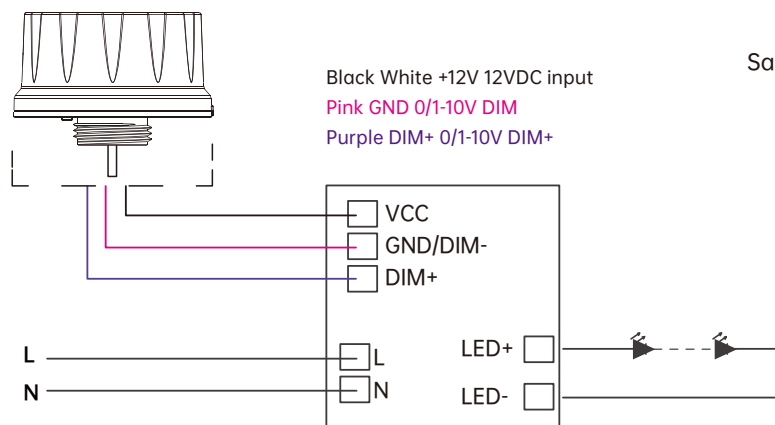 Sa
Black White +12V 12VDC input
Pink GND 0/1-10V DIM
Purple DIM+ 0/1-10V DIM+
VCC
GND/DIM-
DIM+
L
L
LED+
N
N
LED-